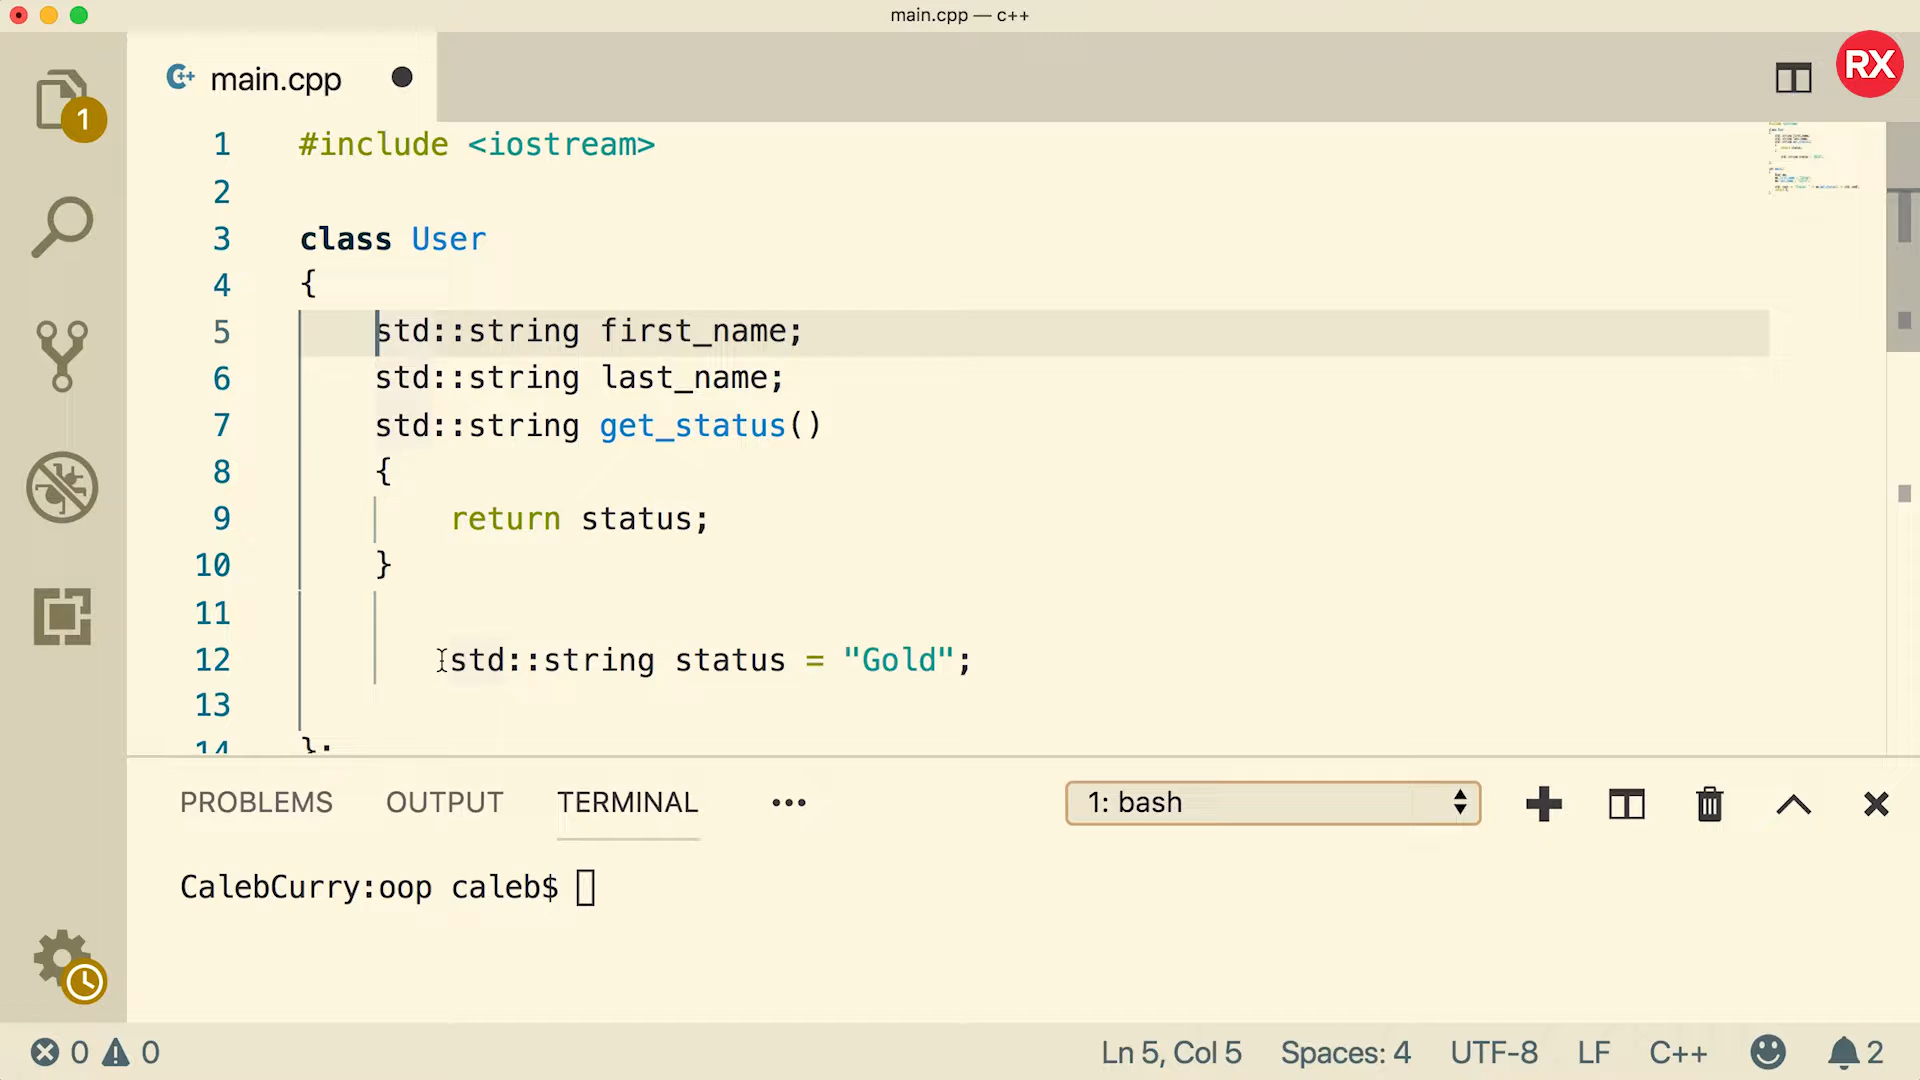 main.cpp — c++
main.cpp
RX
1
1 #include <iostream>
2
3 class User
4 {
5 std::string first_name;
6 std::string last_name;
7 std::string get_status()
8 {
9 return status;
10 }
11
12 std::string status = "Gold";
13
14 };
PROBLEMS OUTPUT TERMINAL ••• 1: bash
CalebCurry:oop caleb$
0 0 Ln 5, Col 5 Spaces: 4 UTF-8 LF C++ 2